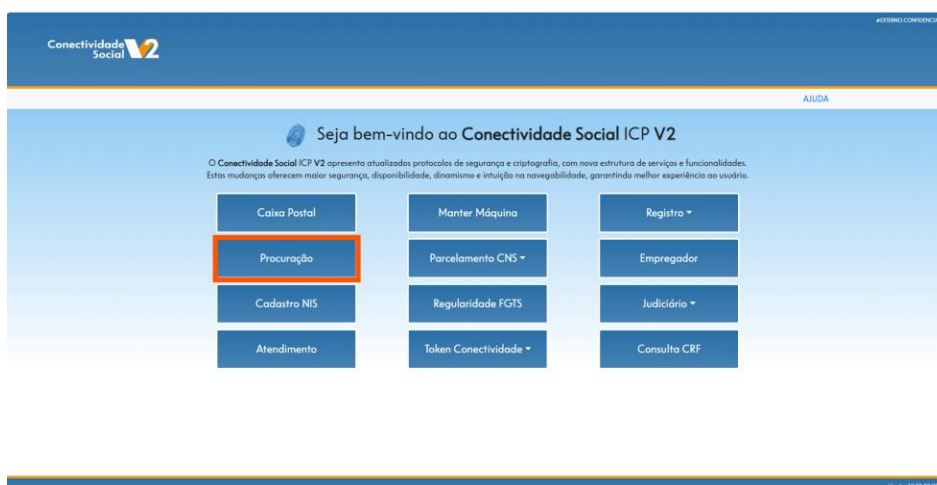 #EXTERNO.CONFIDENCIAL
Conectividade
Social V2
AJUDA
Seja bem-vindo ao Conectividade Social ICP V2
O Conectividade Social ICP V2 apresenta atualizados protocolos de segurança e criptografia, com nova estrutura de serviços e funcionalidades.
Estas mudanças oferecem maior segurança, disponibilidade, dinamismo e intuição na navegabilidade, garantindo melhor experiência ao usuário.
Caixa Postal
Manter Máquina
Registro
Procuração
Parcelamento CNS
Empregador
Cadastro NIS
Regularidade FGTS
Judiciário
Atendimento
Token Conectividade
Consulta CRF